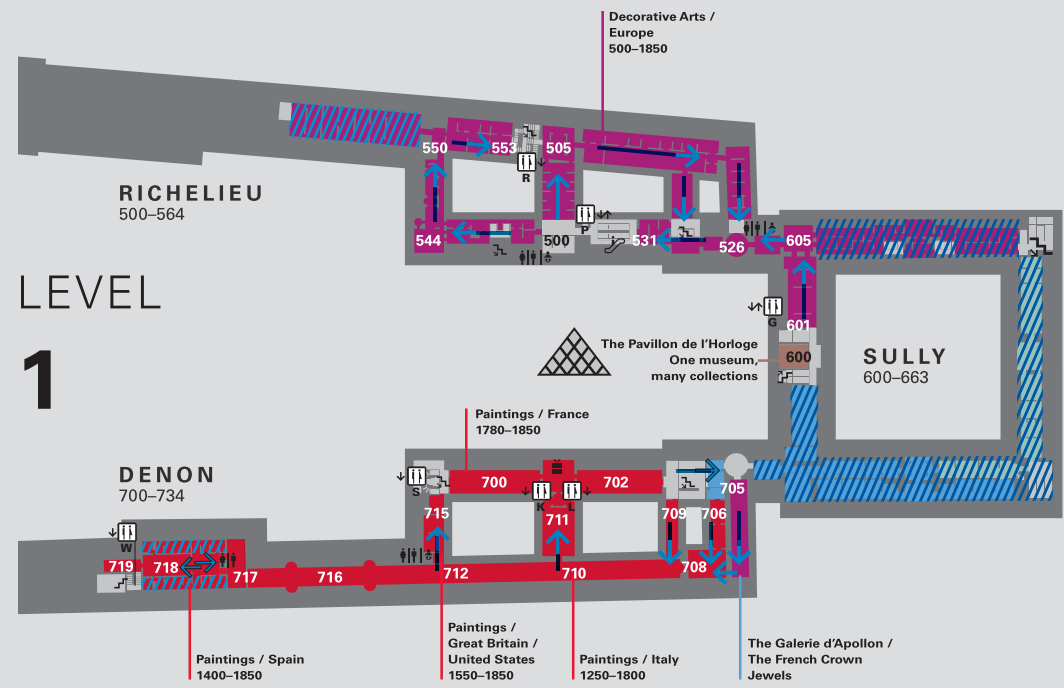 Decorative Arts /
Europe
500–1850
550
553
505
R
P
RICHELIEU
500–564
544
500
531
526
605
LEVEL
1
G
601
The Pavillon de l’Horloge
One museum,
many collections
600
SULLY
600–663
Paintings / France
1780–1850
DENON
700–734
S
700
K
L
702
705
715
711
709
706
W
719
718
717
716
712
710
708
Paintings /
Great Britain /
United States
1550–1850
Paintings / Spain
1400–1850
Paintings / Italy
1250–1800
The Galerie d’Apollon /
The French Crown
Jewels